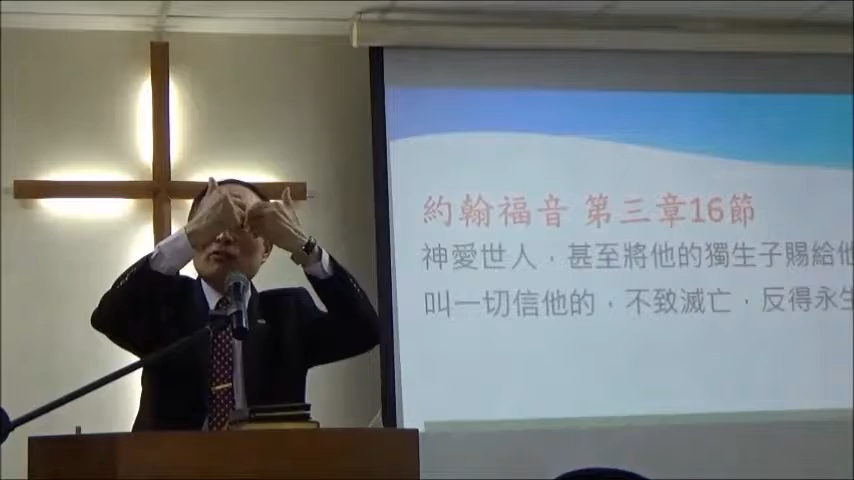 約翰福音 第三章16節
神愛世人，甚至將他的獨生子賜給他
叫一切信他的，不致滅亡，反得永生